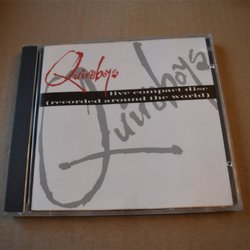 Quireboys
live compact disc
(recorded around the world)
Quireboys